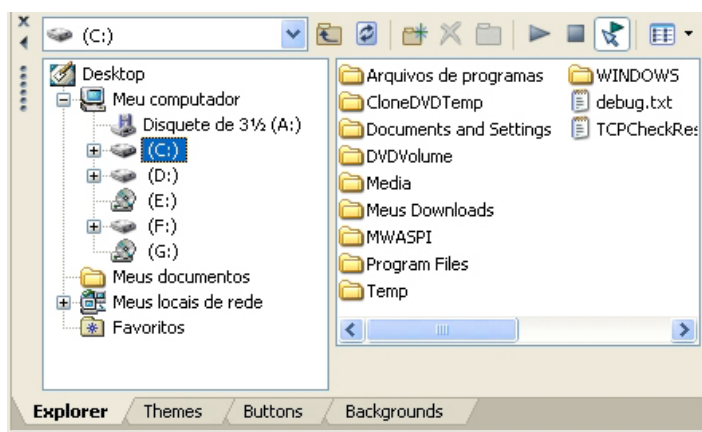 (C:)
Desktop
Meu computador
Disquete de 3½ (A:)
(C:)
(D:)
(E:)
(F:)
(G:)
Meus documentos
Meus locais de rede
Favoritos
Arquivos de programas
CloneDVDTemp
Documents and Settings
DVDVolume
Media
Meus Downloads
MWASPI
Program Files
Temp
WINDOWS
debug.txt
TCPCheckRes
Explorer
Themes
Buttons
Backgrounds